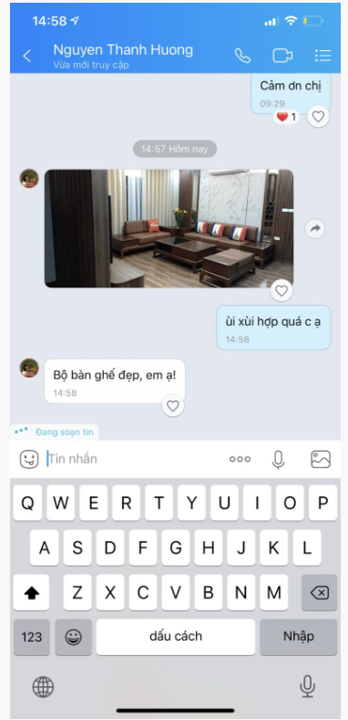 14:58
Nguyen Thanh Huong
Vừa mới truy cập
Cảm ơn chị
09:29
1
14:57 Hôm nay
ùi xùi hợp quá c ạ
14:58
Bộ bàn ghế đẹp, em ạ!
14:58
Đang soạn tin
Tin nhắn
Q W E R T Y U I O P
A S D F G H J K L
Z X C V B N M
123 dấu cách Nhập